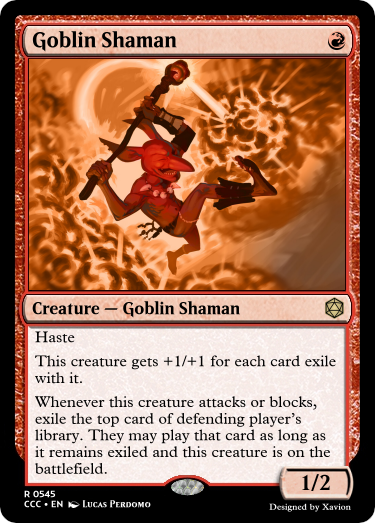 Goblin Shaman
Creature — Goblin Shaman
Haste
This creature gets +1/+1 for each card exile
with it.
Whenever this creature attacks or blocks,
exile the top card of defending player's
library. They may play that card as long as
it remains exiled and this creature is on the
battlefield.
1/2
R 0545
CCC • EN Lucas Perdomo
Designed by Xavion